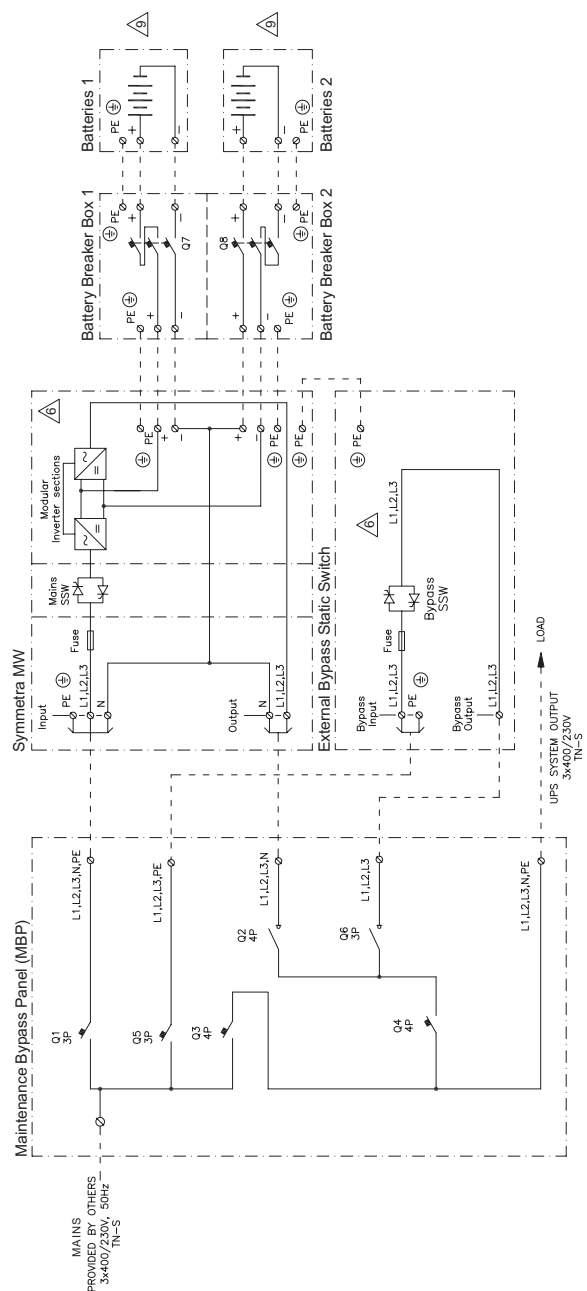 Maintenance Bypass Panel (MBP)
MAINS
PROVIDED BY OTHERS
3x400/230V, 50Hz
TN-S
Q1
3P
L1,L2,L3,N,PE
Q5
3P
L1,L2,L3,PE
Q3
4P
Q2
4P
L1,L2,L3,N
Q6
3P
L1,L2,L3
Q4
4P
L1,L2,L3,N,PE
UPS SYSTEM OUTPUT
3x400/230V
TN-S
LOAD
Symmetra MW
Input
PE
L1,L2,L3
N
Fuse
Mains
SSW
Modular
Inverter sections
6
Output
N
L1,L2,L3
PE
+
-
+
-
PE
PE
External Bypass Static Switch
Bypass
Input
L1,L2,L3
PE
Fuse
Bypass
SSW
L1,L2,L3
6
Bypass
Output
L1,L2,L3
PE
Battery Breaker Box 1
PE
+
-
Q7
PE
+
-
Battery Breaker Box 2
+
-
PE
Q8
+
-
PE
Batteries 1
PE
+
-
9
Batteries 2
+
-
PE
9